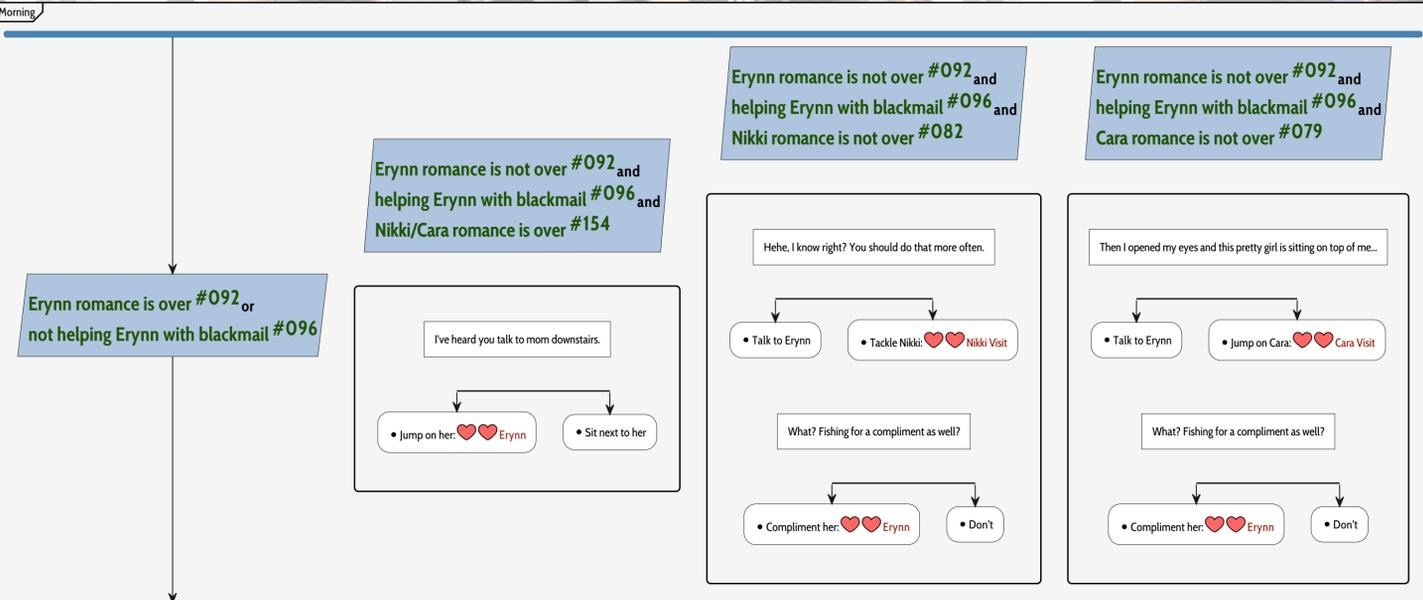 Morning
Erynn romance is over #092 or
not helping Erynn with blackmail #096
Erynn romance is not over #092 and
helping Erynn with blackmail #096 and
Nikki/Cara romance is over #154
I've heard you talk to mom downstairs.
• Jump on her: Erynn
• Sit next to her
Erynn romance is not over #092 and
helping Erynn with blackmail #096 and
Nikki romance is not over #082
Hehe, I know right? You should do that more often.
• Talk to Erynn
• Tackle Nikki: Nikki Visit
What? Fishing for a compliment as well?
• Compliment her: Erynn
• Don't
Erynn romance is not over #092 and
helping Erynn with blackmail #096 and
Cara romance is not over #079
Then I opened my eyes and this pretty girl is sitting on top of me...
• Talk to Erynn
• Jump on Cara: Cara Visit
What? Fishing for a compliment as well?
• Compliment her: Erynn
• Don't